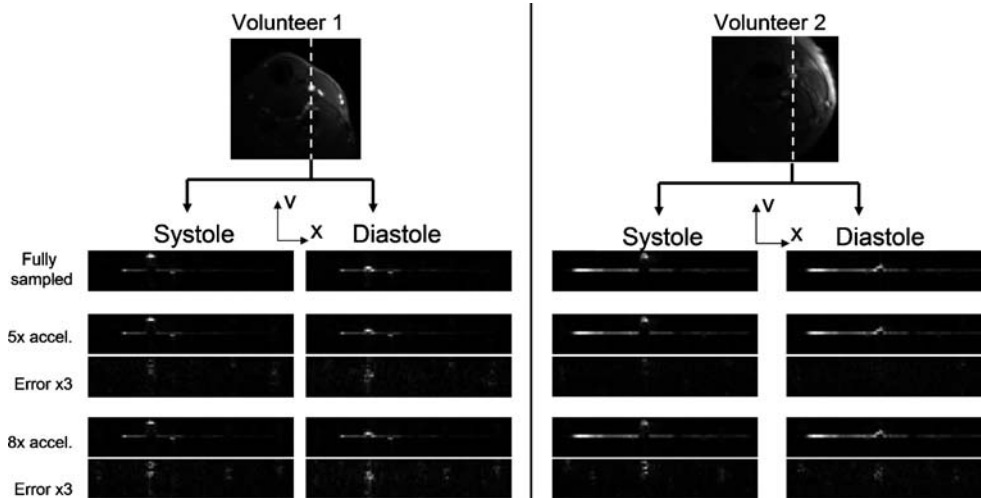 Volunteer 1
Volunteer 2
v
x
Systole
Diastole
v
x
Systole
Diastole
Fully
sampled
5x accel.
Error x3
8x accel.
Error x3